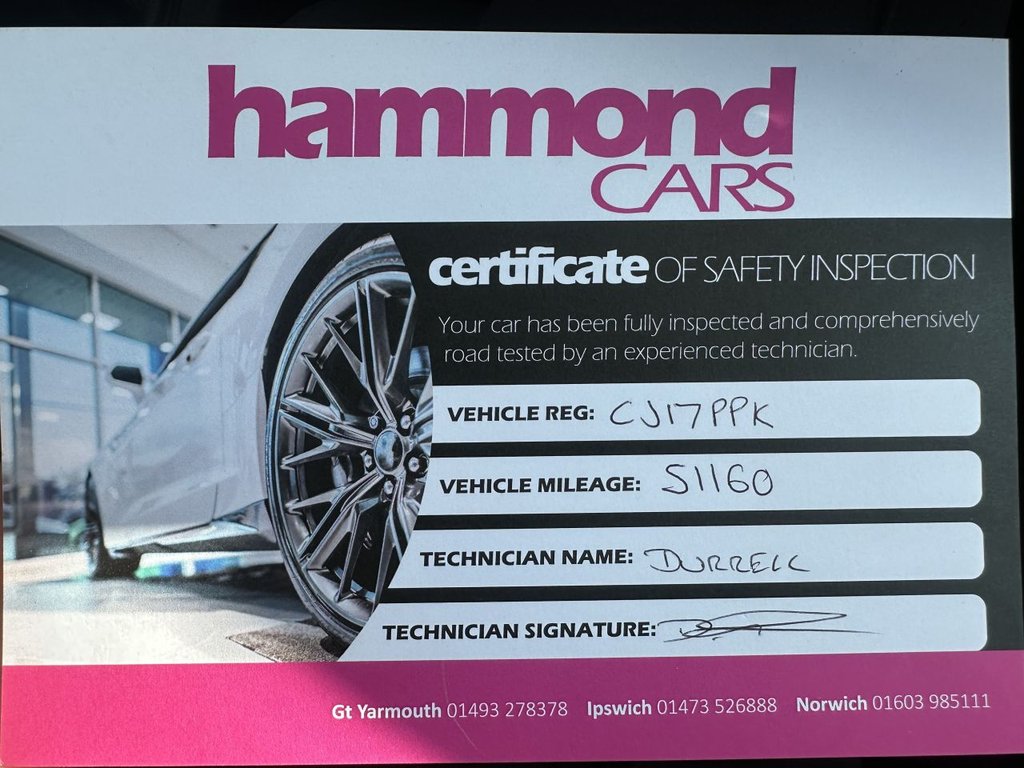 hammond
CARS
certificate OF SAFETY INSPECTION
Your car has been fully inspected and comprehensively
road tested by an experienced technician.
VEHICLE REG: CJ17PPK
VEHICLE MILEAGE: 51160
TECHNICIAN NAME: DURRELL
TECHNICIAN SIGNATURE:
Gt Yarmouth 01493 278378 Ipswich 01473 526888 Norwich 01603 985111